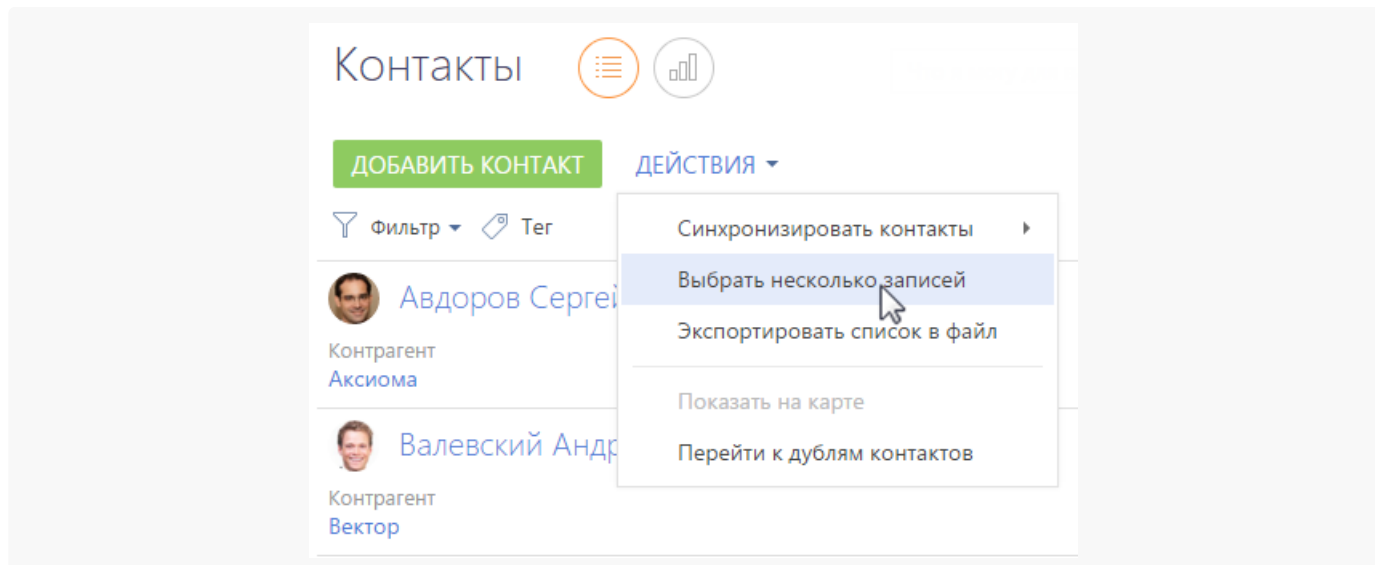 Контакты
ДОБАВИТЬ КОНТАКТ ДЕЙСТВИЯ
Фильтр Тег
Синхронизировать контакты
Выбрать несколько записей
Экспортировать список в файл
Показать на карте
Перейти к дублям контактов
Авдоров Сергей
Контрагент
Аксиома
Валевский Андр
Контрагент
Вектор